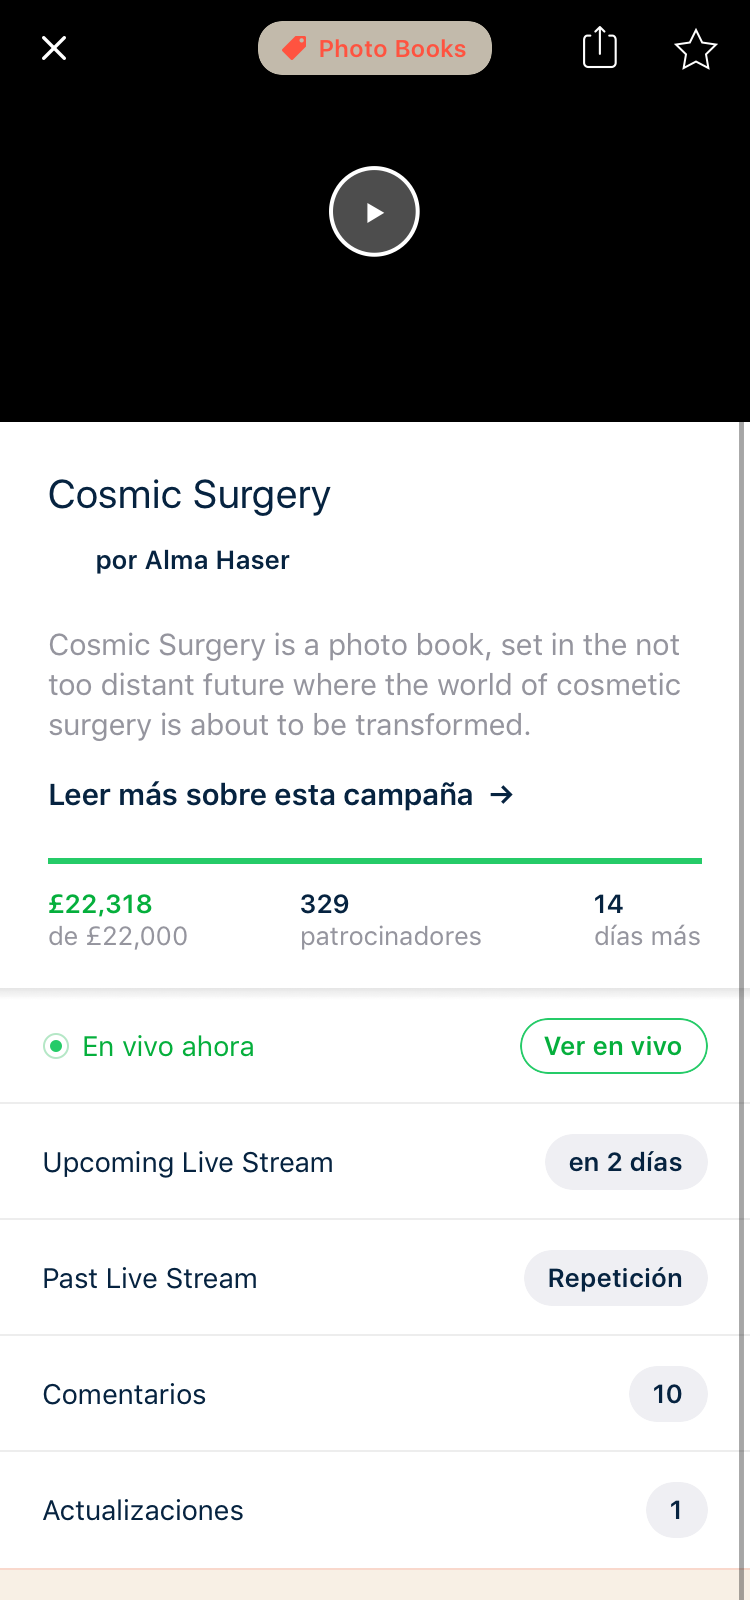 Photo Books
Cosmic Surgery
por Alma Haser
Cosmic Surgery is a photo book, set in the not
too distant future where the world of cosmetic
surgery is about to be transformed.
Leer más sobre esta campaña →
£22,318
de £22,000
329
patrocinadores
14
días más
En vivo ahora
Ver en vivo
Upcoming Live Stream
en 2 días
Past Live Stream
Repetición
Comentarios
10
Actualizaciones
1